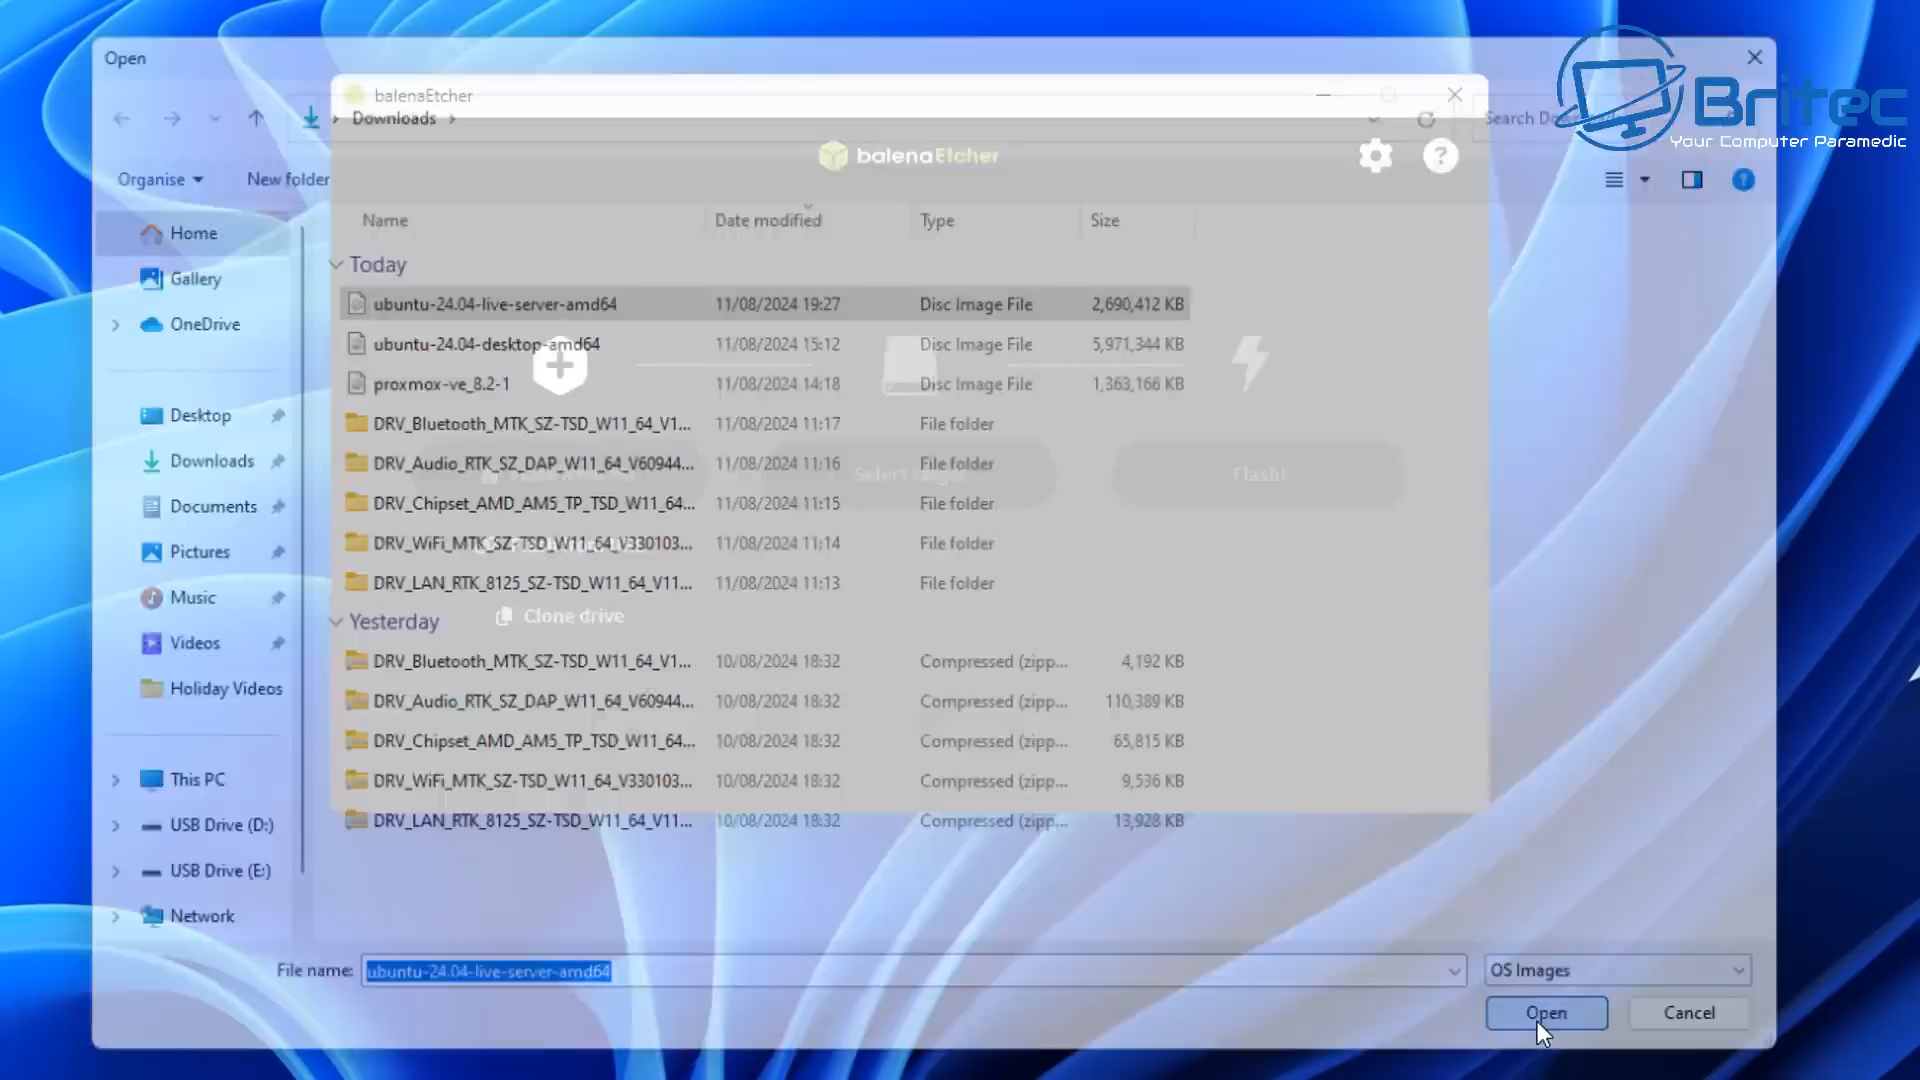 Open
balenaEtcher
Downloads
Search
Britec
Your Computer Paramedic
balenaEtcher
Organise
New folder
Name
Date modified
Type
Size
Home
Gallery
OneDrive
Desktop
Downloads
Documents
Pictures
Music
Videos
Holiday Videos
This PC
USB Drive (D:)
USB Drive (E:)
Network
Today
ubuntu-24.04-live-server-amd64 11/08/2024 19:27 Disc Image File 2,690,412 KB
ubuntu-24.04-desktop-amd64 11/08/2024 15:12 Disc Image File 5,971,344 KB
proxmox-ve_8.2-1 11/08/2024 14:18 Disc Image File 1,363,166 KB
DRV_Bluetooth_MTK_SZ-TSD_W11_64_V1... 11/08/2024 11:17 File folder
DRV_Audio_RTK_SZ_DAP_W11_64_V60944... 11/08/2024 11:16 File folder
Select target
Flash!
DRV_Chipset_AMD_AM5_TP_TSD_W11_64... 11/08/2024 11:15 File folder
DRV_WiFi_MTK_SZ-TSD_W11_64_V330103... 11/08/2024 11:14 File folder
DRV_LAN_RTK_8125_SZ-TSD_W11_64_V11... 11/08/2024 11:13 File folder
Clone drive
Yesterday
DRV_Bluetooth_MTK_SZ-TSD_W11_64_V1... 10/08/2024 18:32 Compressed (zipp... 4,192 KB
DRV_Audio_RTK_SZ_DAP_W11_64_V60944... 10/08/2024 18:32 Compressed (zipp... 110,389 KB
DRV_Chipset_AMD_AM5_TP_TSD_W11_64... 10/08/2024 18:32 Compressed (zipp... 65,815 KB
DRV_WiFi_MTK_SZ-TSD_W11_64_V330103... 10/08/2024 18:32 Compressed (zipp... 9,536 KB
DRV_LAN_RTK_8125_SZ-TSD_W11_64_V11... 10/08/2024 18:32 Compressed (zipp... 13,928 KB
File name: ubuntu-24.04-live-server-amd64
OS Images
Open
Cancel